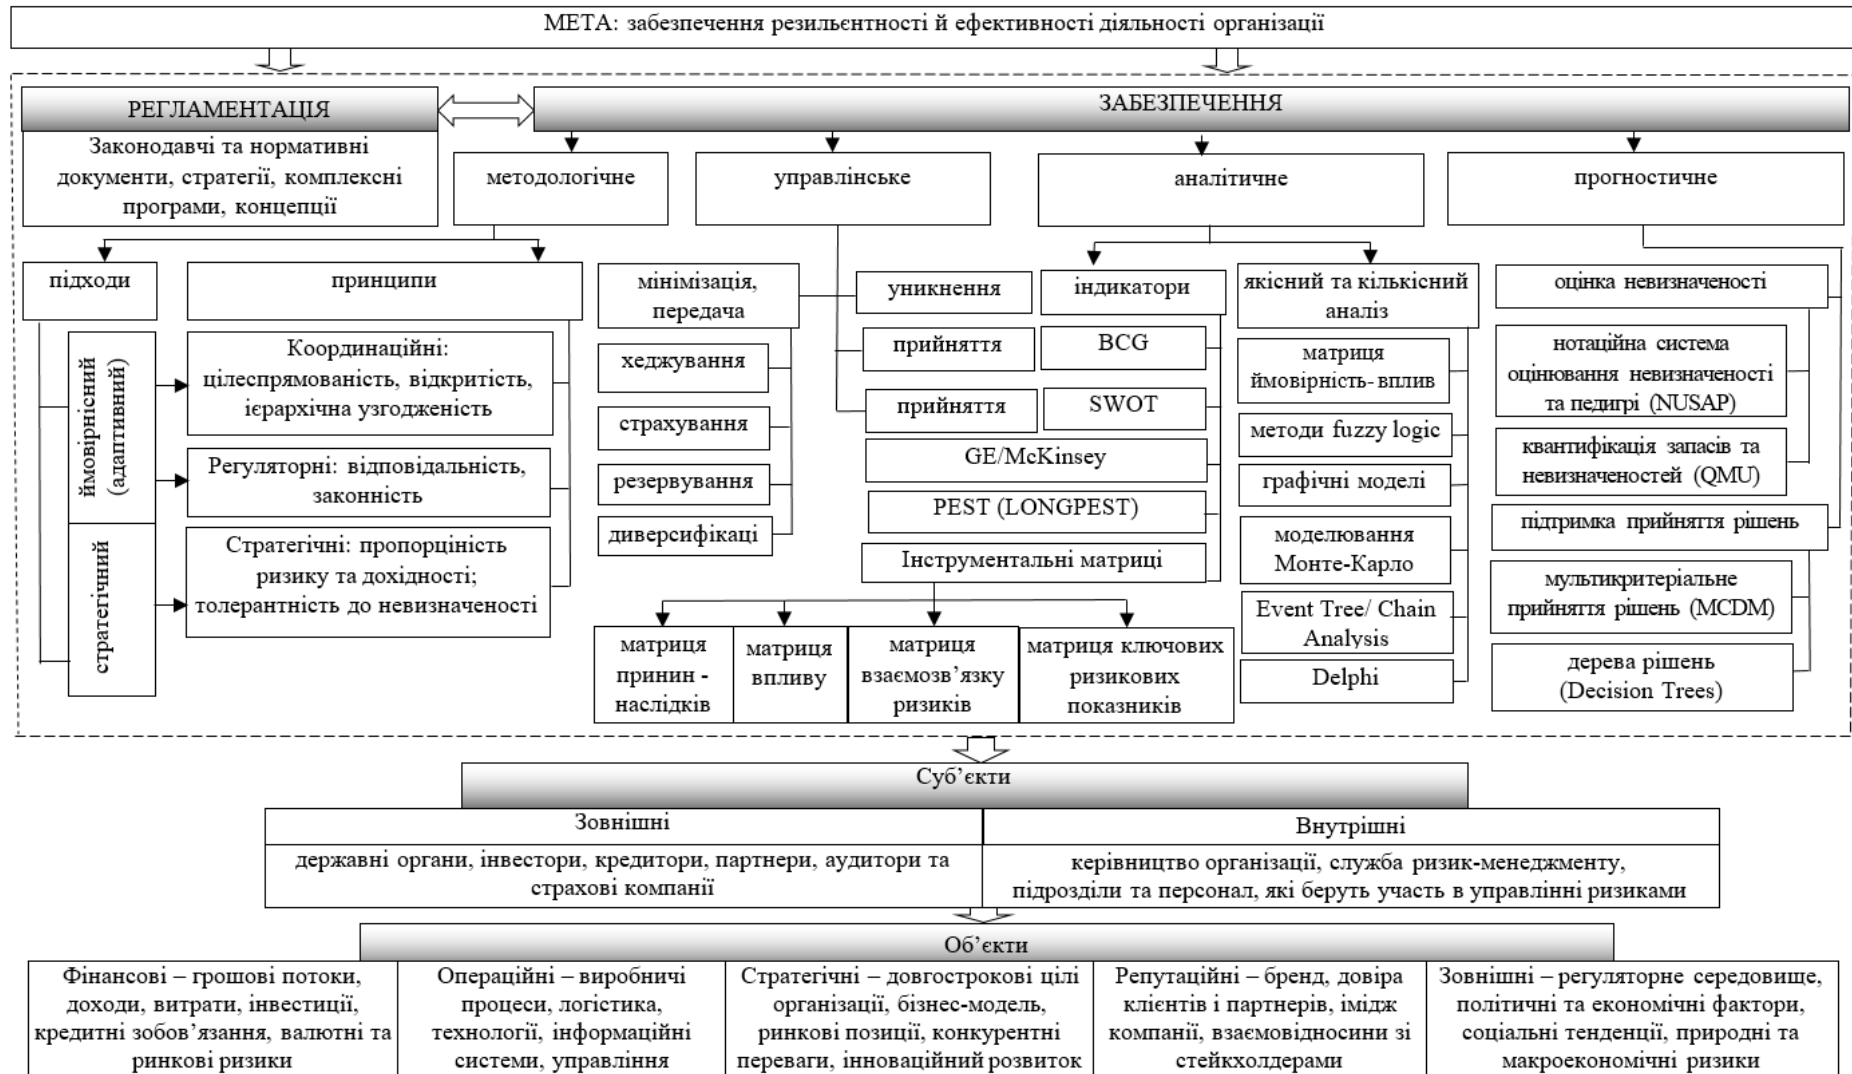 МЕТА: забезпечення резильєнтності й ефективності діяльності організації
РЕГЛАМЕНТАЦІЯ
ЗАБЕЗПЕЧЕННЯ
Законодавчі та нормативні
документи, стратегії, комплексні
програми, концепції
методологічне
управлінське
аналітичне
прогностичне
підходи
принципи
ймовірнісний
(адаптивний)
стратегічний
Координаційні:
цілеспрямованість, відкритість,
ієрархічна узгодженість
Регуляторні: відповідальність,
законність
Стратегічні: пропорціність
ризику та дохідності;
толерантність до невизначеності
мінімізація,
передача
хеджування
страхування
резервування
диверсифікаці
уникнення
прийняття
прийняття
індикатори
BCG
SWOT
GE/McKinsey
PEST (LONGPEST)
Інструментальні матриці
матриця
принин -
наслідків
матриця
впливу
матриця
взаємозв’язку
ризиків
матриця ключових
ризикових
показників
якісний та кількісний
аналіз
матриця
ймовірність- вплив
методи fuzzy logic
графічні моделі
моделювання
Монте-Карло
Event Tree/ Chain
Analysis
Delphi
оцінка невизначеності
нотаційна система
оцінювання невизначеності
та педигрі (NUSAP)
квантифікація запасів та
невизначеностей (QMU)
підтримка прийняття рішень
мультикритеріальне
прийняття рішень (MCDM)
дерева рішень
(Decision Trees)
Суб’єкти
Зовнішні
державні органи, інвестори, кредитори, партнери, аудитори та
страхові компанії
Внутрішні
керівництво організації, служба ризик-менеджменту,
підрозділи та персонал, які беруть участь в управлінні ризиками
Об’єкти
Фінансові – грошові потоки,
доходи, витрати, інвестиції,
кредитні зобов’язання, валютні та
ринкові ризики
Операційні – виробничі
процеси, логістика,
технології, інформаційні
системи, управління
Стратегічні – довгострокові цілі
організації, бізнес-модель,
ринкові позиції, конкурентні
переваги, інноваційний розвиток
Репутаційні – бренд, довіра
клієнтів і партнерів, імідж
компанії, взаємовідносини зі
стейкхолдерами
Зовнішні – регуляторне середовище,
політичні та економічні фактори,
соціальні тенденції, природні та
макроекономічні ризики